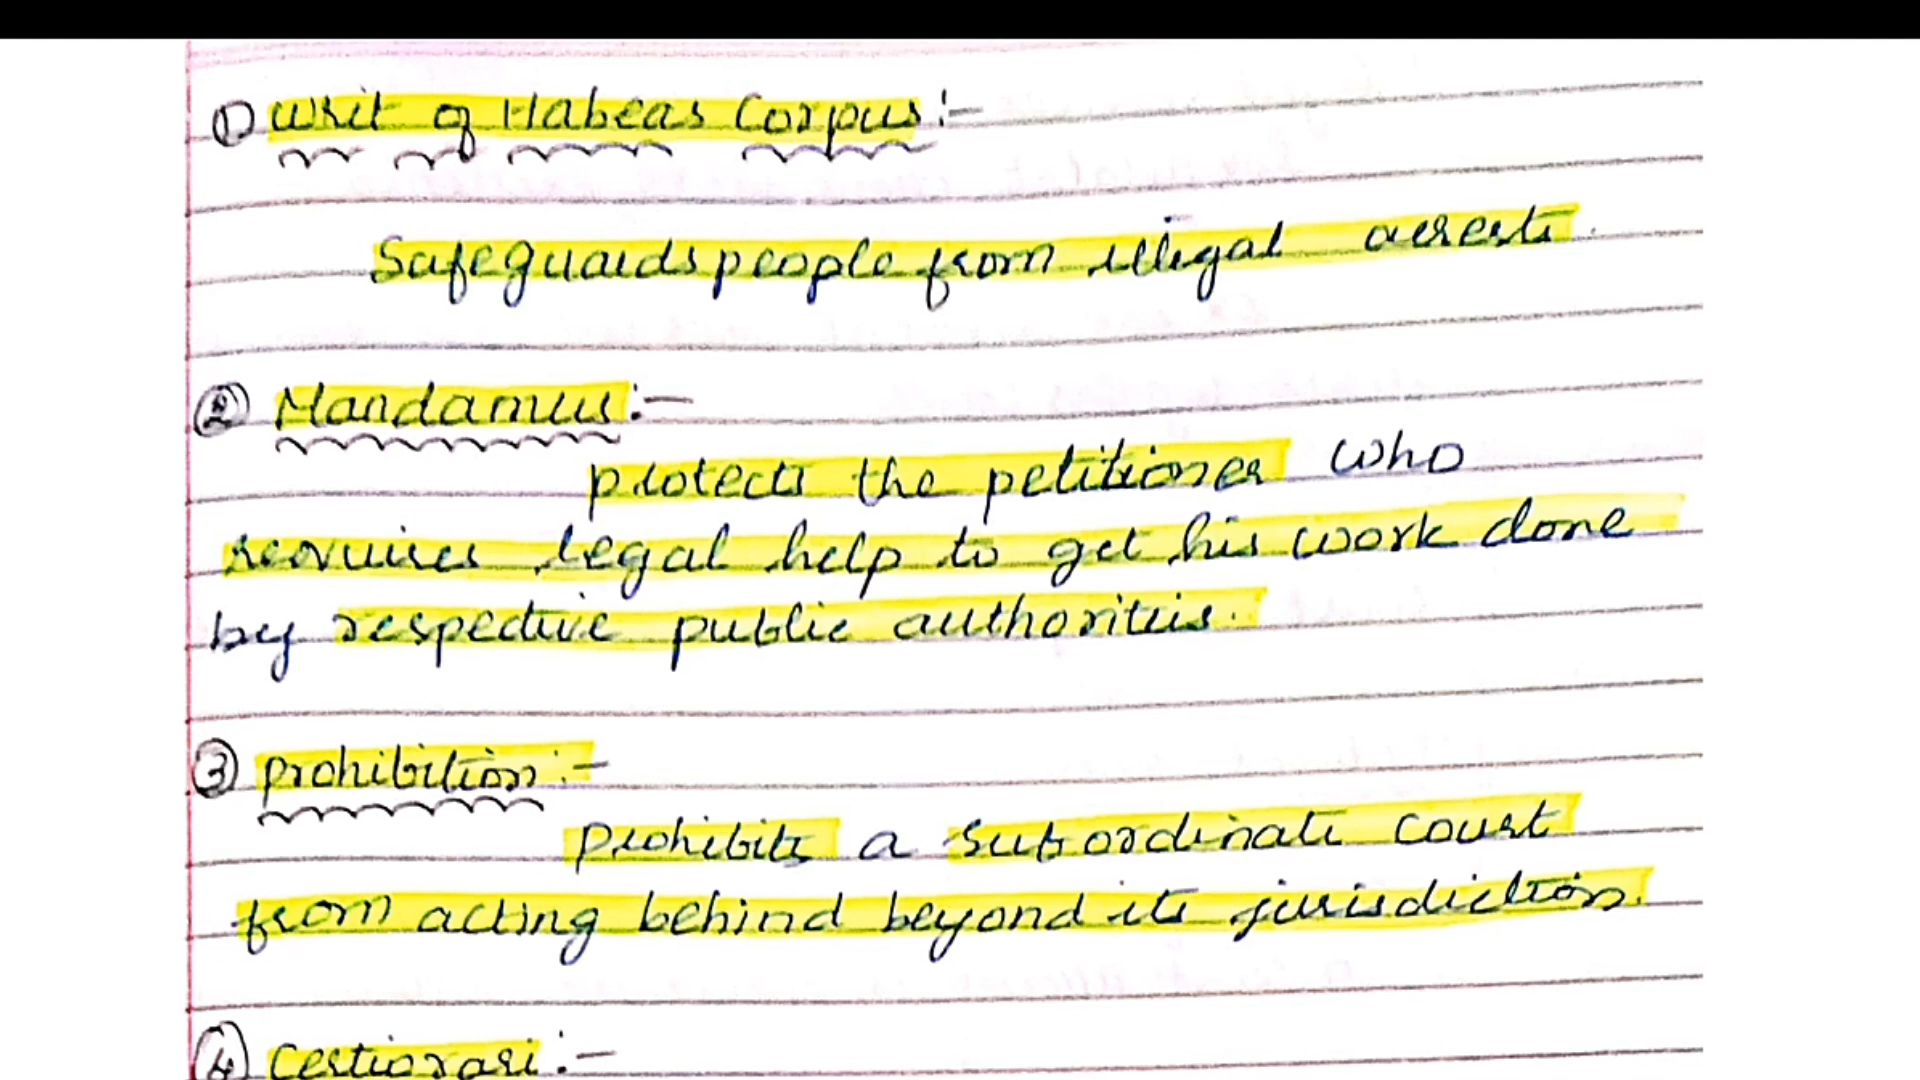 ① Writ of Habeas Corpus:-
Safeguards people from illegal arrests.
② Mandamus:-
protects the petitioner who
requires legal help to get his work done
by respective public authorities.
③ prohibition:-
Prohibits a subordinate court
from acting behind beyond its jurisdiction.
④ Certiorari:-